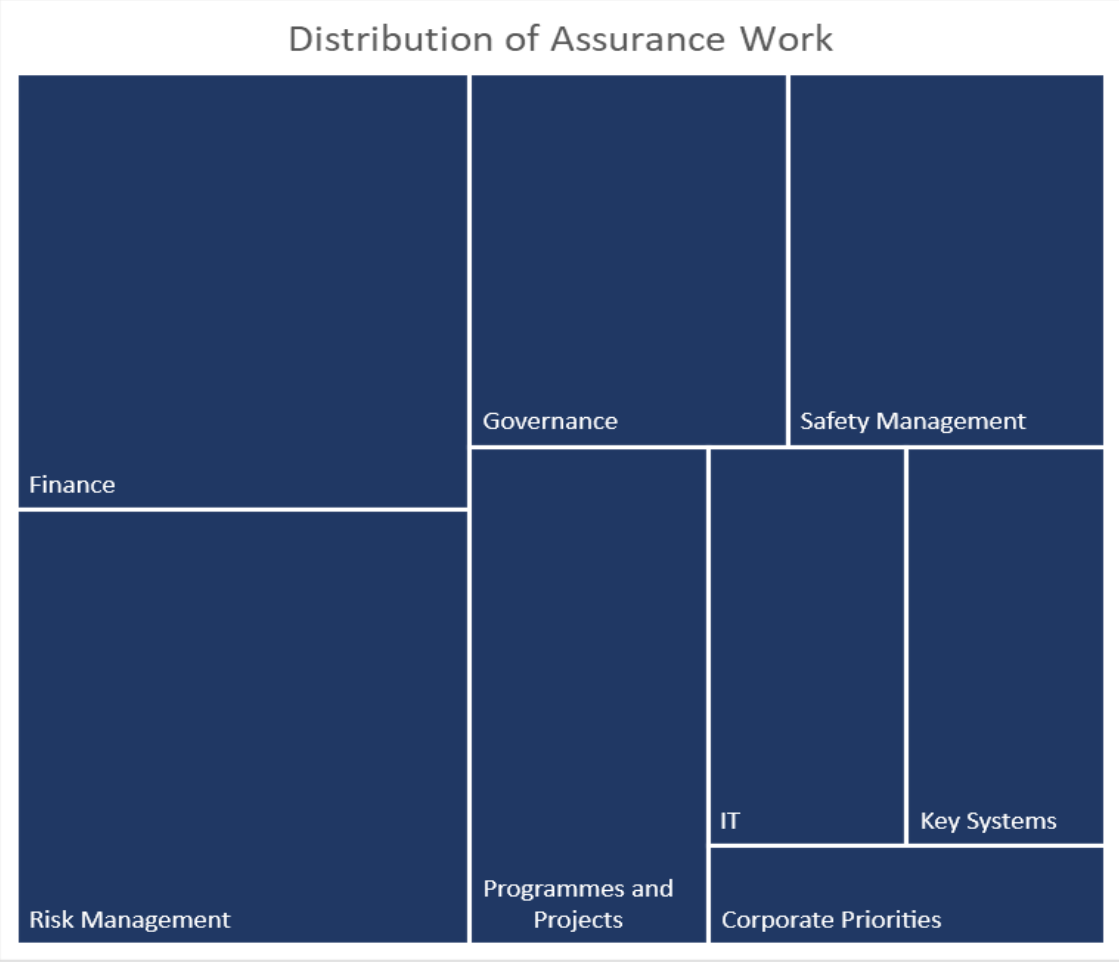 Distribution of Assurance Work
Finance
Governance
Safety Management
Risk Management
Programmes and
Projects
IT
Key Systems
Corporate Priorities